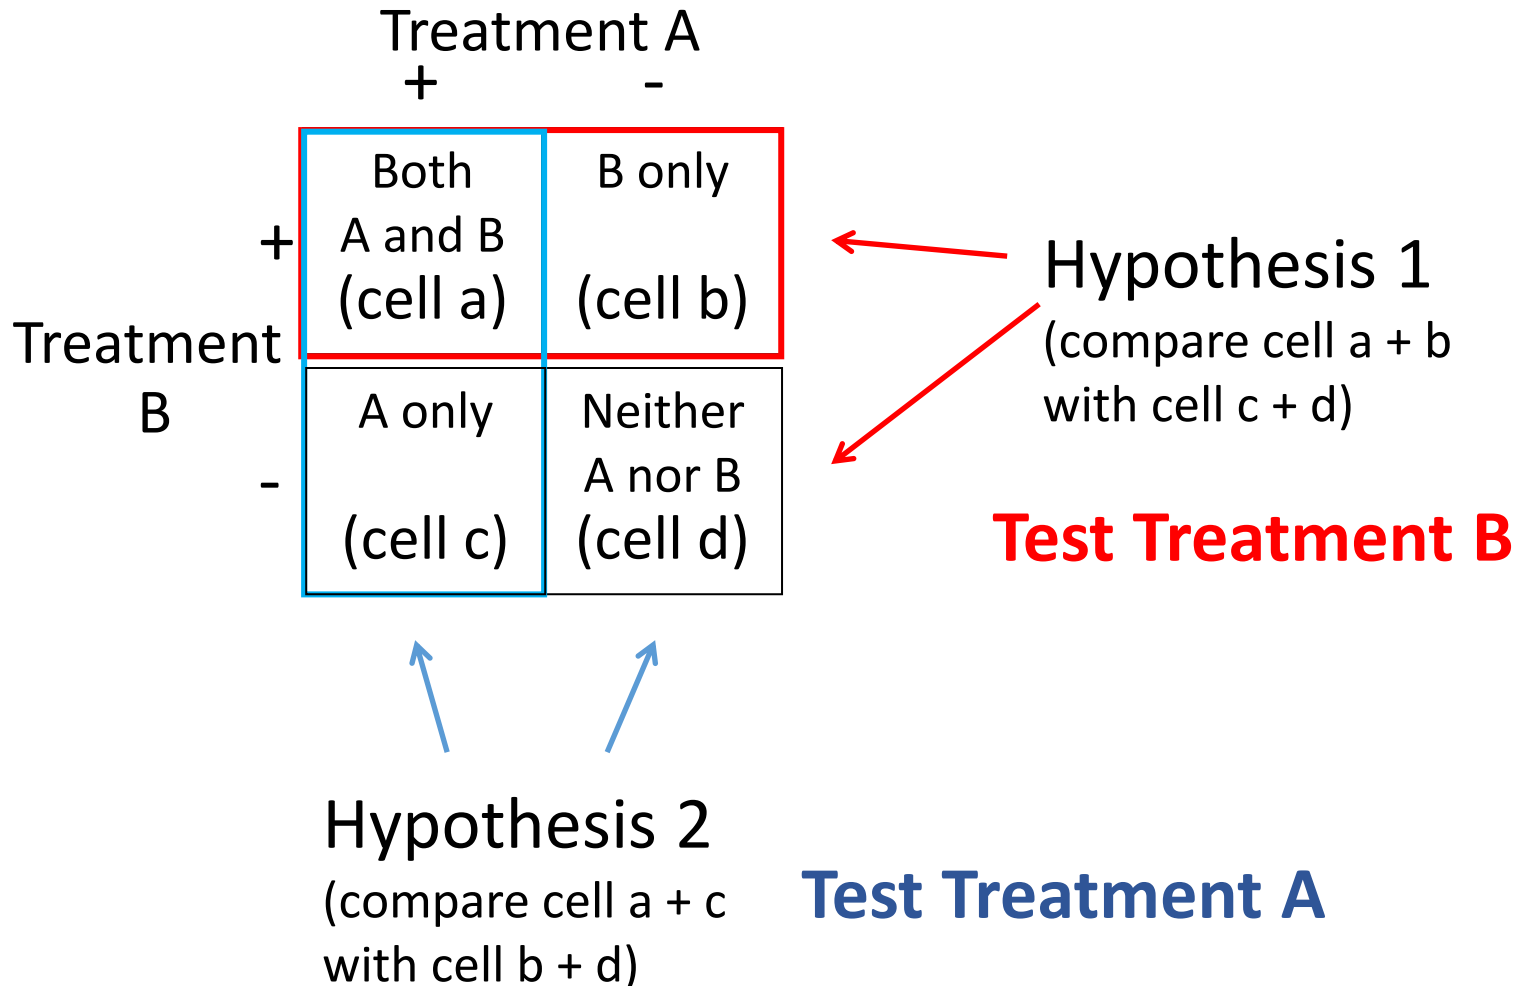 Treatment A
+ -
Both
A and B
(cell a)
B only
(cell b)
+
Treatment
B
-
A only
(cell c)
Neither
A nor B
(cell d)
Hypothesis 1
(compare cell a + b
with cell c + d)
Test Treatment B
Hypothesis 2
(compare cell a + c
with cell b + d)
Test Treatment A